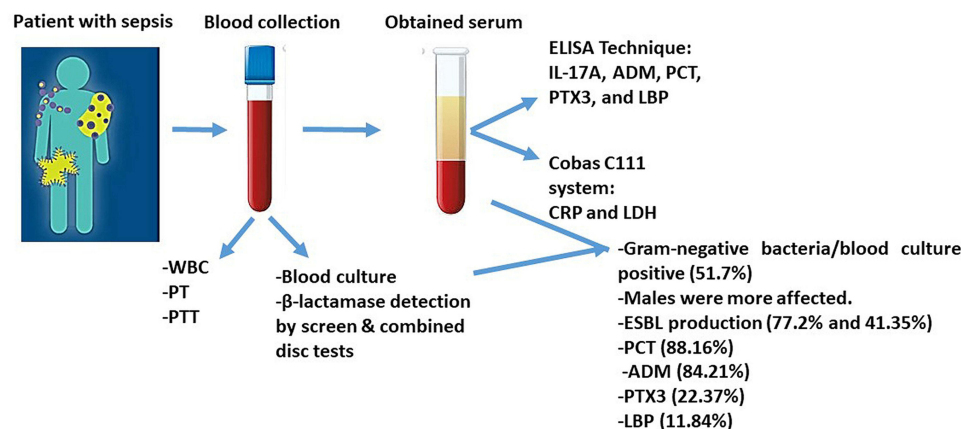 Patient with sepsis
Blood collection
Obtained serum
ELISA Technique:
IL-17A, ADM, PCT,
PTX3, and LBP
Cobas C111
system:
CRP and LDH
-WBC
-PT
-PTT
-Blood culture
-β-lactamase detection
by screen & combined
disc tests
-Gram-negative bacteria/blood culture
positive (51.7%)
-Males were more affected.
-ESBL production (77.2% and 41.35%)
-PCT (88.16%)
-ADM (84.21%)
-PTX3 (22.37%)
-LBP (11.84%)